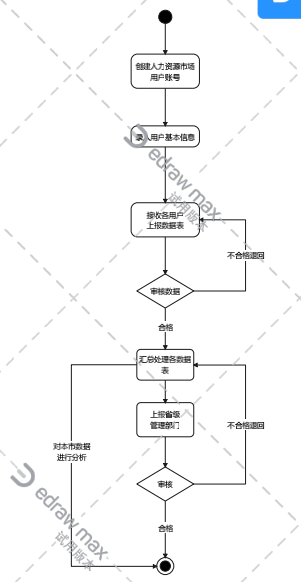 创建人力资源市场
用户账号
录入用户基本信息
edraw max
试用版本
接收各用户
上报数据表
不合格退回
审核数据
合格
汇总处理各数据
表
上报省级
管理部门
不合格退回
对本市数据
进行分析
审核
edraw max
试用版本
合格